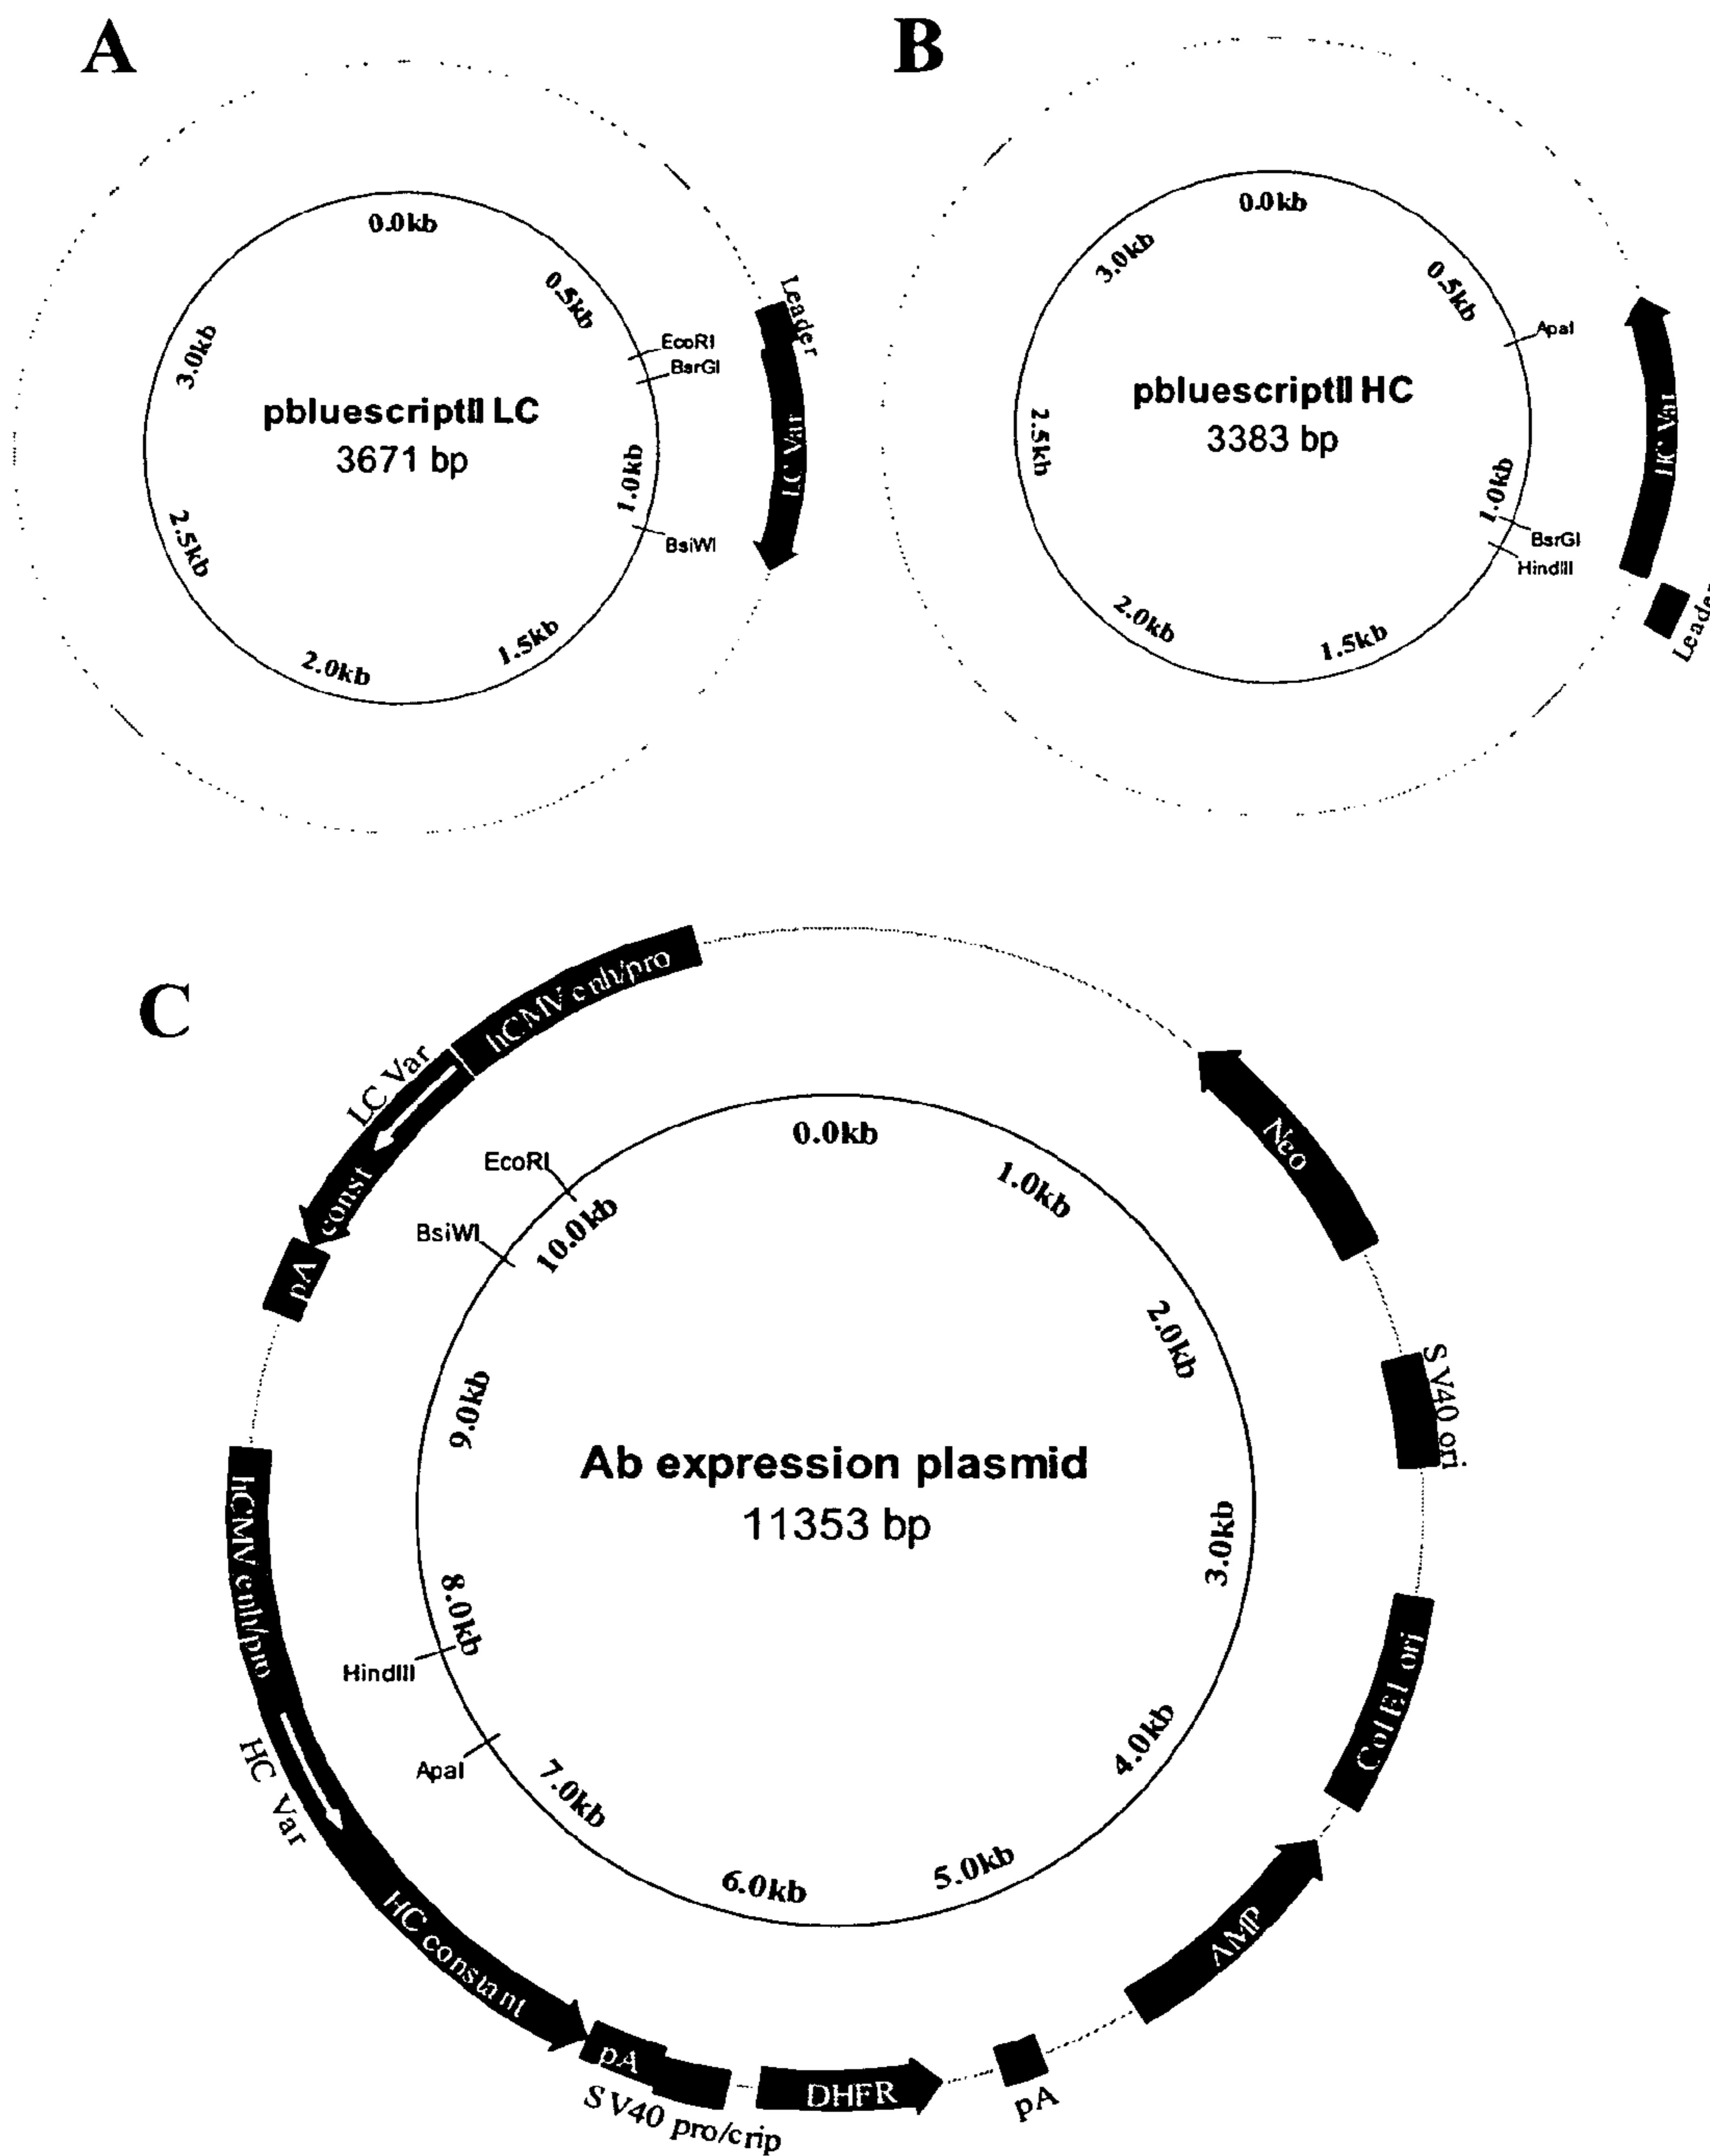 A
0.0kb
0.5kb
EcoRI
BsrGI
1.0kb
BsiWI
1.5kb
2.0kb
2.5kb
3.0kb
pbluescriptII LC
3671 bp
Leader
LC Var
B
0.0kb
0.5kb
ApaI
1.0kb
BsrGI
HindIII
1.5kb
2.0kb
2.5kb
3.0kb
pbluescriptII HC
3383 bp
HC Var
Leader
C
hCMV enh/pro
LC Var
const
pA
hCMV enh/pro
HC Var
HC constant
pA
SV40 pro/crip
DHFR
pA
AMP
Col E1 ori
SV40 ori
Neo
0.0kb
1.0kb
2.0kb
3.0kb
4.0kb
5.0kb
6.0kb
7.0kb
ApaI
HindIII
8.0kb
9.0kb
BsiWI
EcoRI
10.0kb
Ab expression plasmid
11353 bp